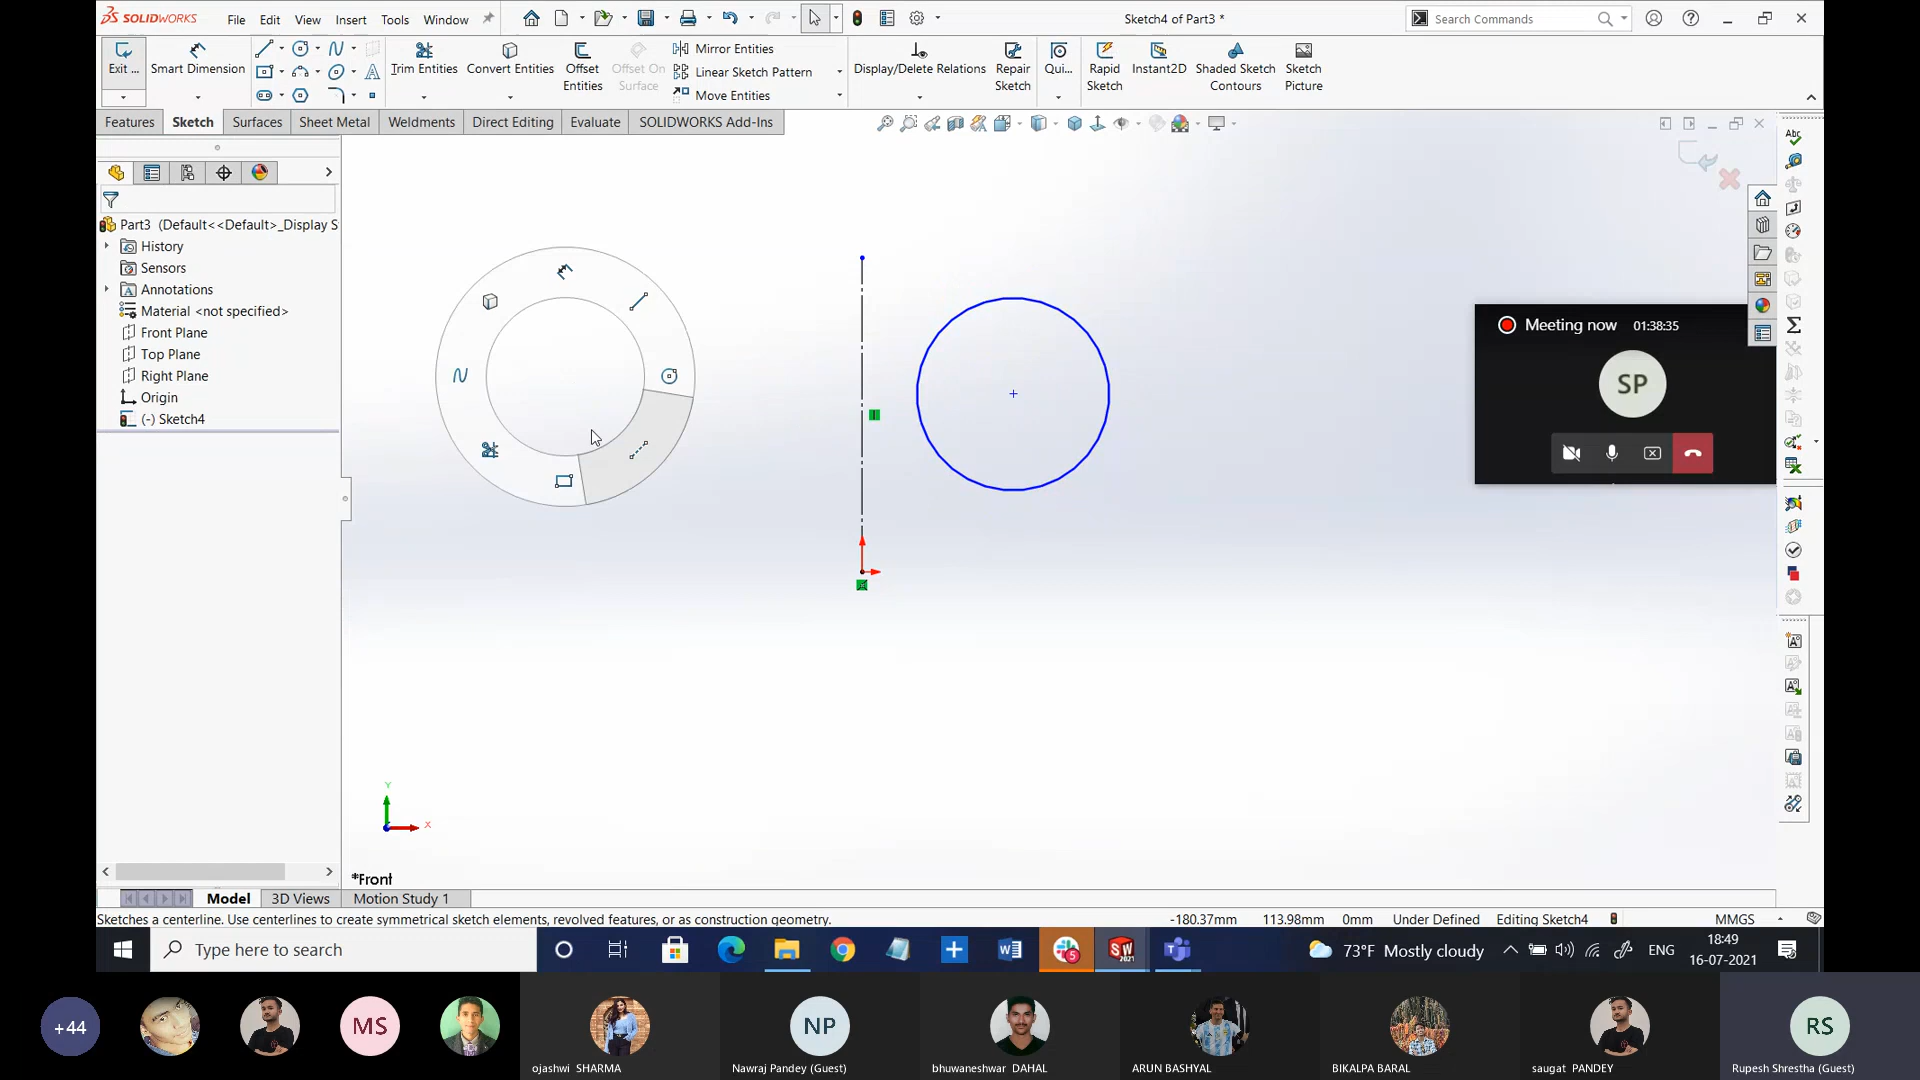 SOLIDWORKS File Edit View Insert Tools Window Sketch4 of Part3 * Search Commands
Exit ... Smart Dimension Trim Entities Convert Entities Offset Entities Offset On Surface Mirror Entities Linear Sketch Pattern Move Entities Display/Delete Relations Repair Sketch Qui... Rapid Sketch Instant2D Shaded Sketch Contours Sketch Picture
Features Sketch Surfaces Sheet Metal Weldments Direct Editing Evaluate SOLIDWORKS Add-Ins
Abc
Part3 (Default<<Default>_Display S
History
Sensors
Annotations
Material <not specified>
Front Plane
Top Plane
Right Plane
Origin
(-) Sketch4
Meeting now 01:38:35
SP
Y
X
*Front
Model 3D Views Motion Study 1
Sketches a centerline. Use centerlines to create symmetrical sketch elements, revolved features, or as construction geometry. -180.37mm 113.98mm 0mm Under Defined Editing Sketch4 MMGS
Type here to search 73°F Mostly cloudy ENG 18:49
16-07-2021
+44 MS NP RS
ojashwi SHARMA Nawraj Pandey (Guest) bhuwaneshwar DAHAL ARUN BASHYAL BIKALPA BARAL saugat PANDEY Rupesh Shrestha (Guest)